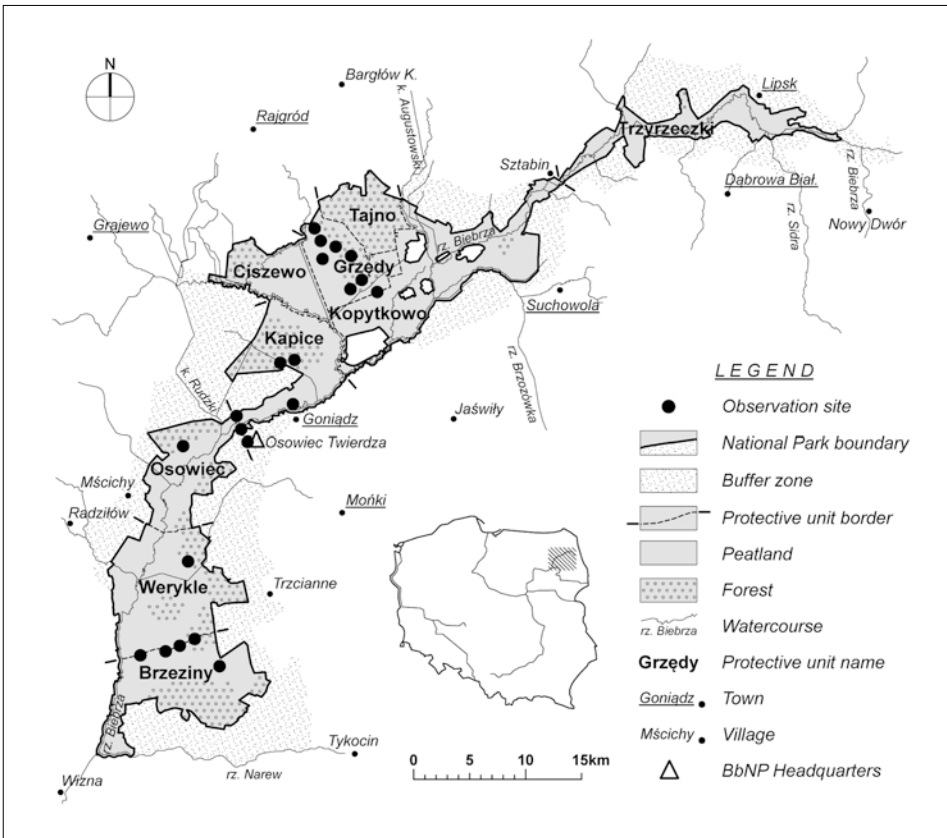 N
Bargłów K.
k. Augustowski
Lipsk
Rajgród
Trzyrzeczki
Sztabin
rz. Biebrza
Dąbrowa Biał.
Tajno
rz. Biebrza
Nowy Dwór
Grajewo
rz. Sidra
Ciszewo
Grzędy
Kopytkowo
Suchowola
Kapice
rz. Brzozówka
k. Rudzki
Jaświły
Goniądz
Osowiec Twierdza
Osowiec
Mścichy
Radziłów
Mońki
Werykle
Trzcianne
Brzeziny
rz. Biebrza
Tykocin
rz. Narew
Wizna
0 5 10 15km
LEGEND
Observation site
National Park boundary
Buffer zone
Protective unit border
Peatland
Forest
rz. Biebrza Watercourse
Grzędy Protective unit name
Goniądz Town
Mścichy Village
BbNP Headquarters